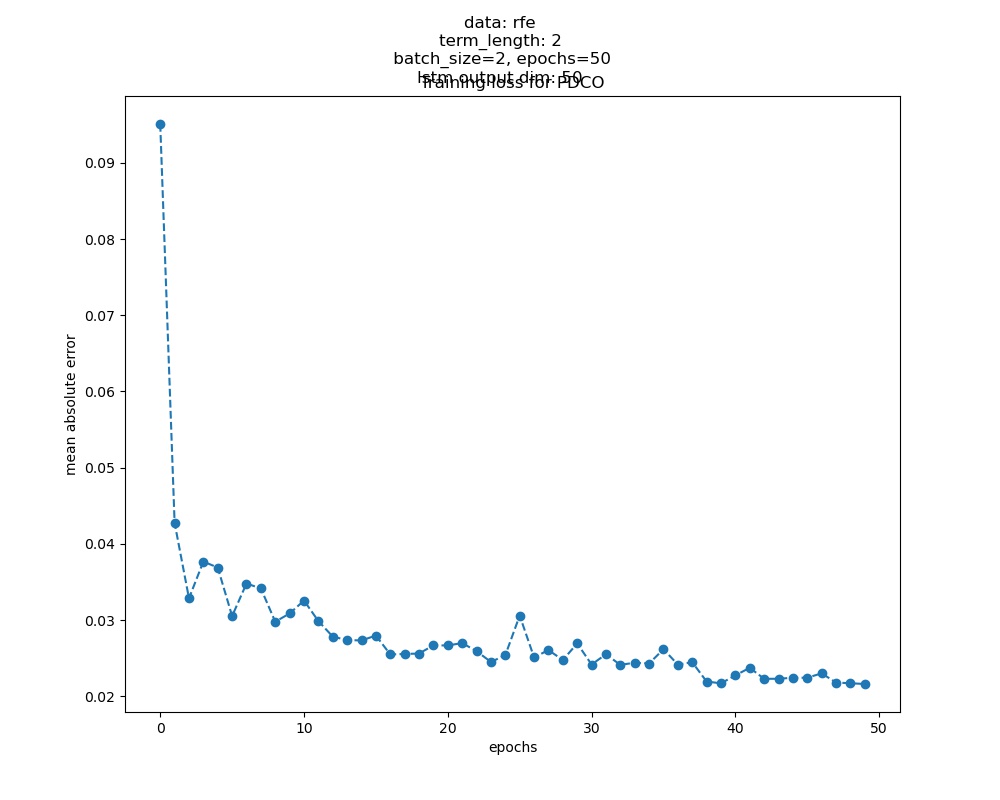 data: rfe
term_length: 2
batch_size=2, epochs=50
lstm output dim: 50
Training loss for PDCO
0.09
0.08
0.07
0.06
0.05
0.04
0.03
0.02
mean absolute error
0
10
20
30
40
50
epochs